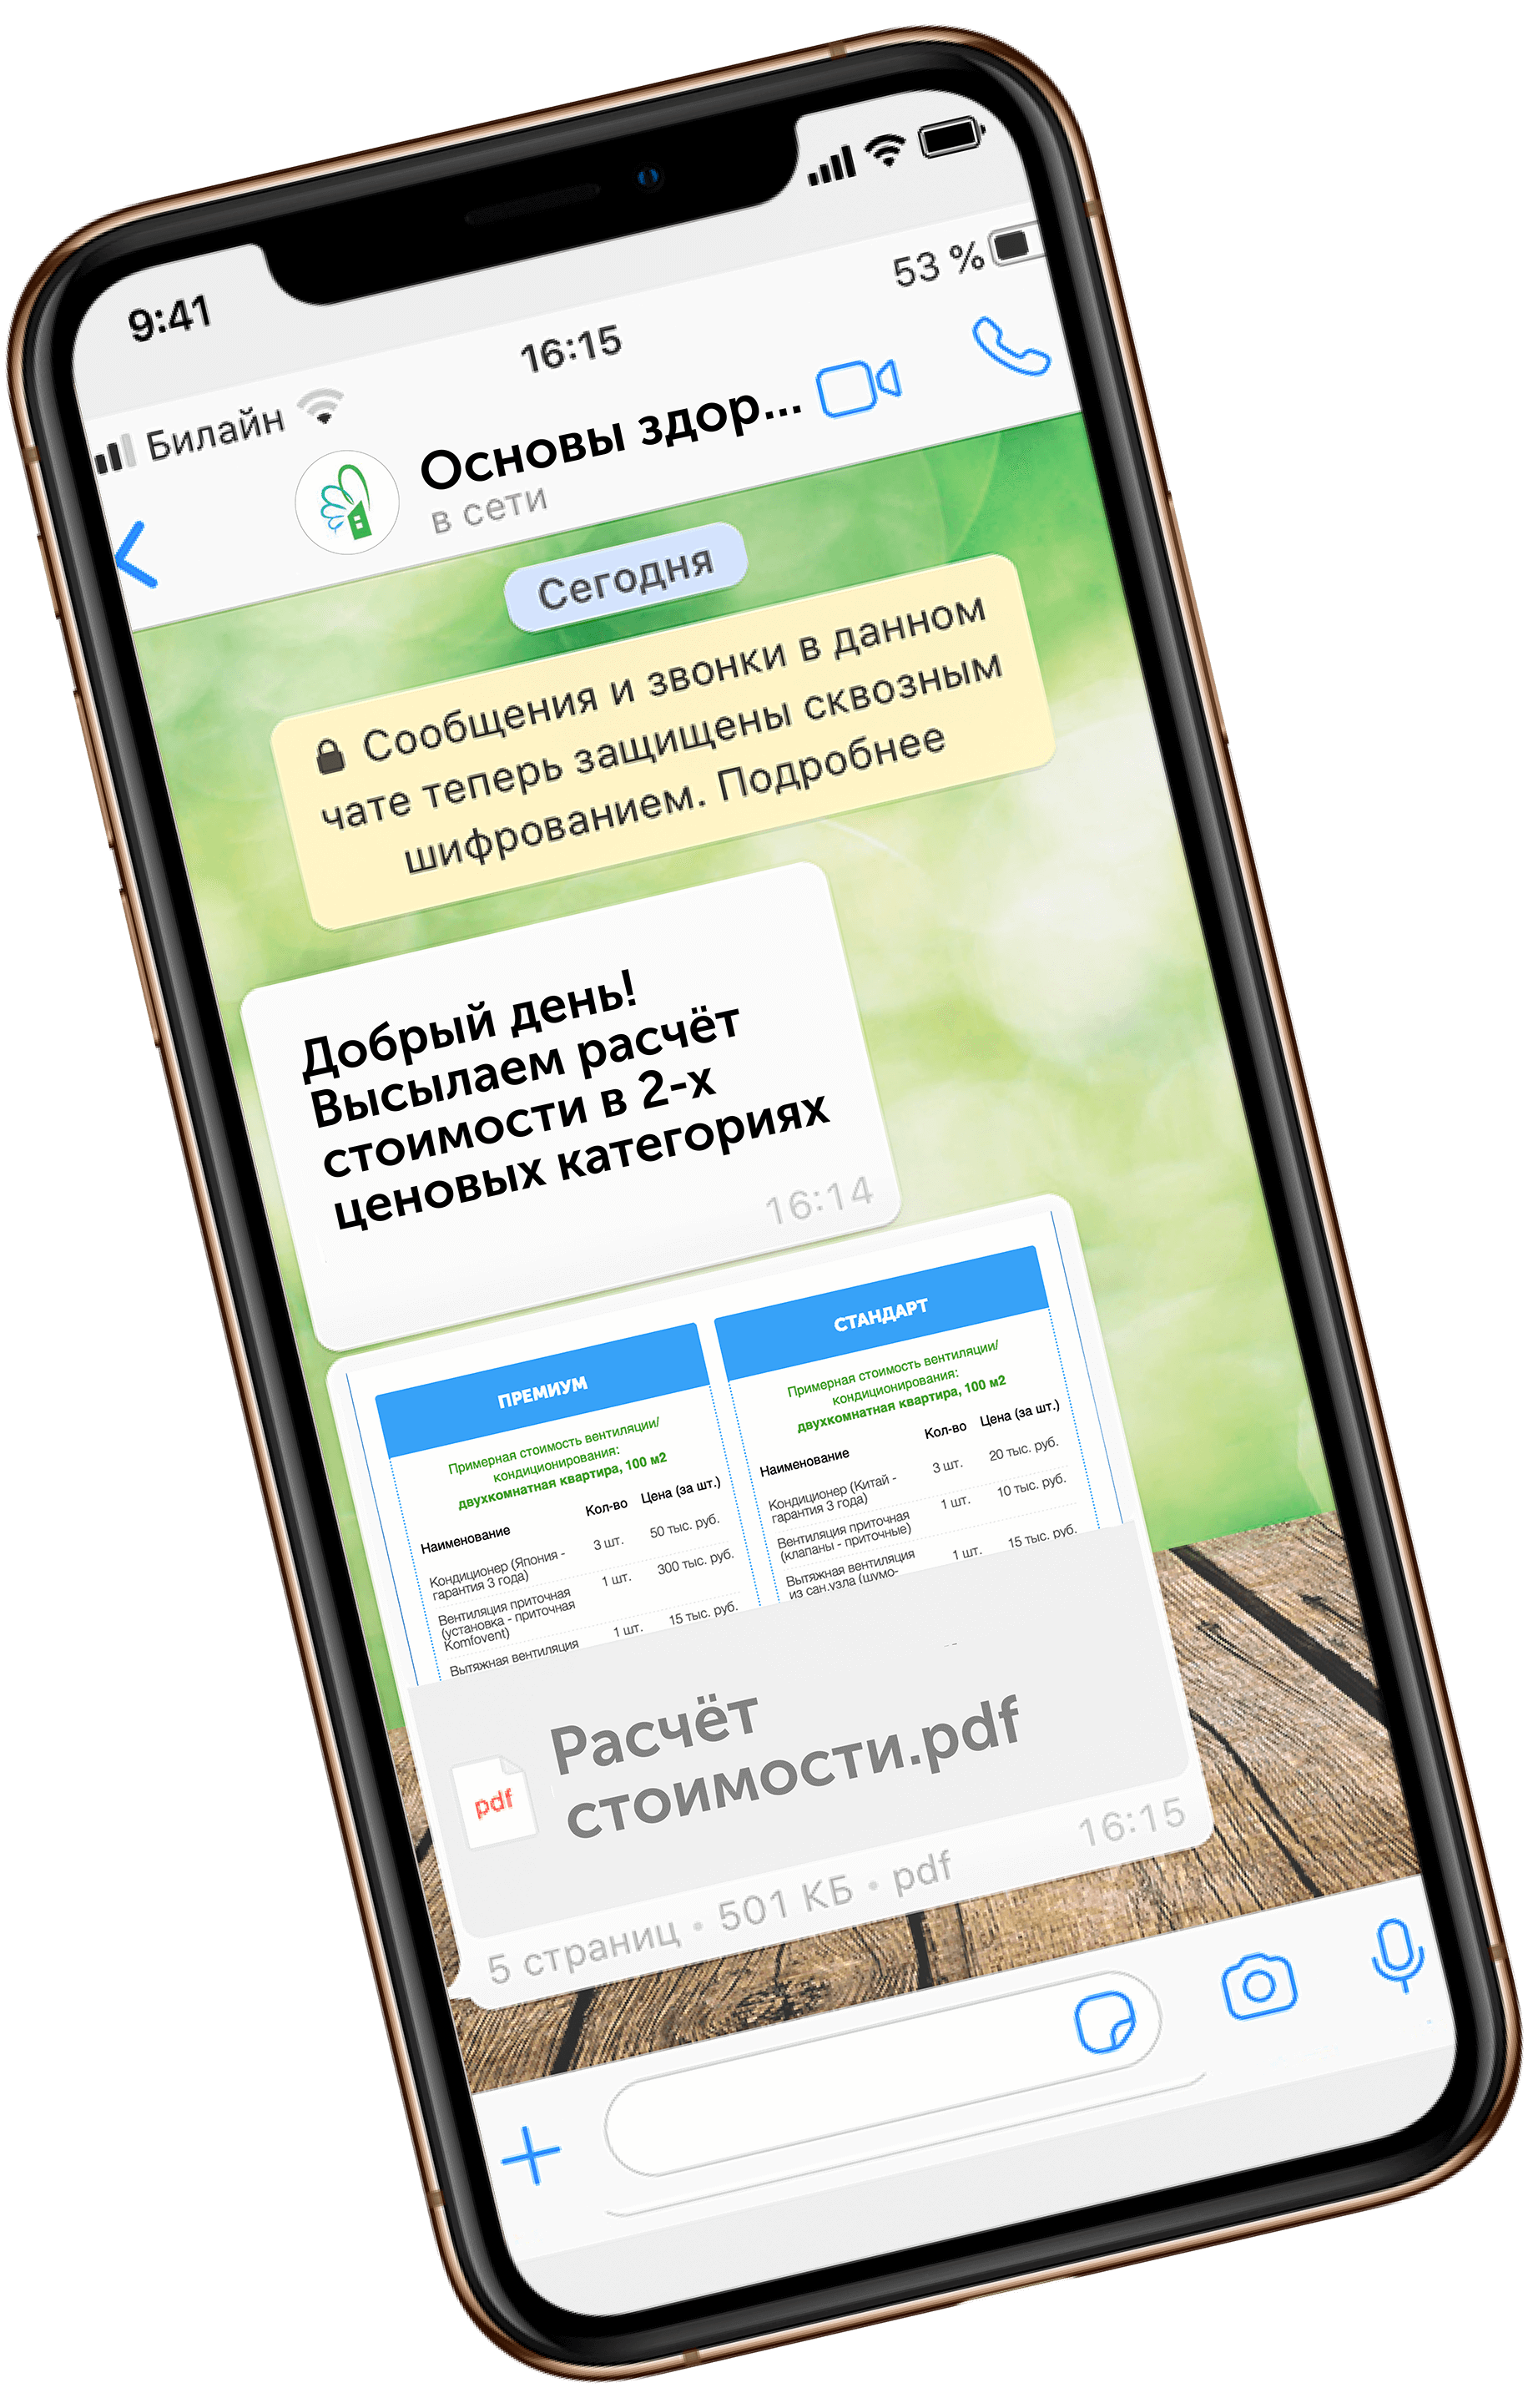 9:41
53 %
16:15
Билайн
Основы здор...
в сети
Сегодня
Сообщения и звонки в данном
чате теперь защищены сквозным
шифрованием. Подробнее
Добрый день!
Высылаем расчёт
стоимости в 2-х
ценовых категориях
16:14
ПРЕМИУМ
Примерная стоимость вентиляции/
кондиционирования:
двухкомнатная квартира, 100 м2
Наименование Кол-во Цена (за шт.)
Кондиционер (Япония - 3 шт. 50 тыс. руб.
гарантия 3 года)
Вентиляция приточная 1 шт. 300 тыс. руб.
(установка - приточная
Komfovent)
Вытяжная вентиляция 1 шт. 15 тыс. руб.
СТАНДАРТ
Примерная стоимость вентиляции/
кондиционирования:
двухкомнатная квартира, 100 м2
Наименование Кол-во Цена (за шт.)
Кондиционер (Китай - 3 шт. 20 тыс. руб.
гарантия 3 года)
Вентиляция приточная 1 шт. 10 тыс. руб.
(клапаны - приточные)
Вытяжная вентиляция 1 шт. 15 тыс. руб.
из сан.узла (шумо-
pdf
Расчёт
стоимости.pdf
5 страниц • 501 КБ • pdf
16:15